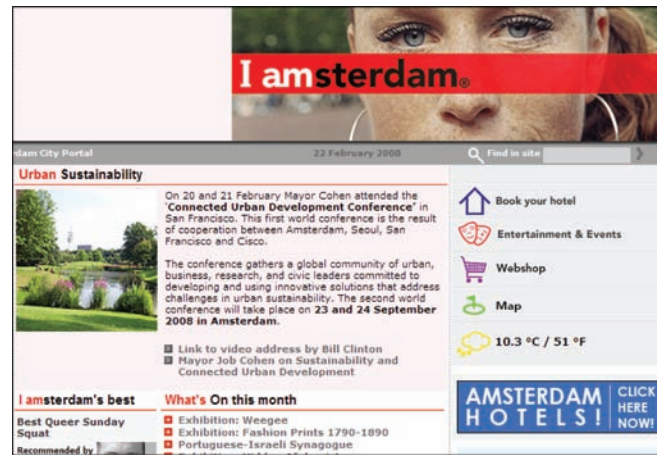 I amsterdam®
dam City Portal
22 February 2008
Find in site
Urban Sustainability
On 20 and 21 February Mayor Cohen attended the
'Connected Urban Development Conference' in
San Francisco. This first world conference is the result
of cooperation between Amsterdam, Seoul, San
Francisco and Cisco.
The conference gathers a global community of urban,
business, research, and civic leaders committed to
developing and using innovative solutions that address
challenges in urban sustainability. The second world
conference will take place on 23 and 24 September
2008 in Amsterdam.
Link to video address by Bill Clinton
Mayor Job Cohen on Sustainability and
Connected Urban Development
I amsterdam's best
Best Queer Sunday
Squat
Recommended by
What's On this month
Exhibition: Weegee
Exhibition: Fashion Prints 1790-1890
Portuguese-Israeli Synagogue
Book your hotel
Entertainment & Events
Webshop
Map
10.3 °C / 51 °F
AMSTERDAM
HOTELS!
CLICK
HERE
NOW!